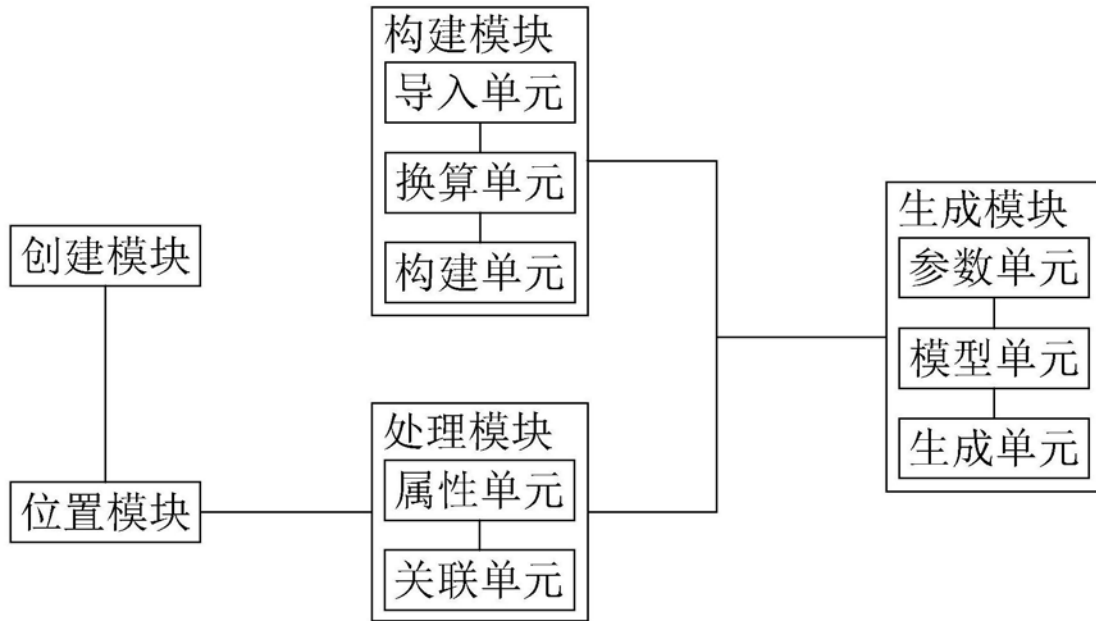 创建模块
位置模块
构建模块
导入单元
换算单元
构建单元
处理模块
属性单元
关联单元
生成模块
参数单元
模型单元
生成单元